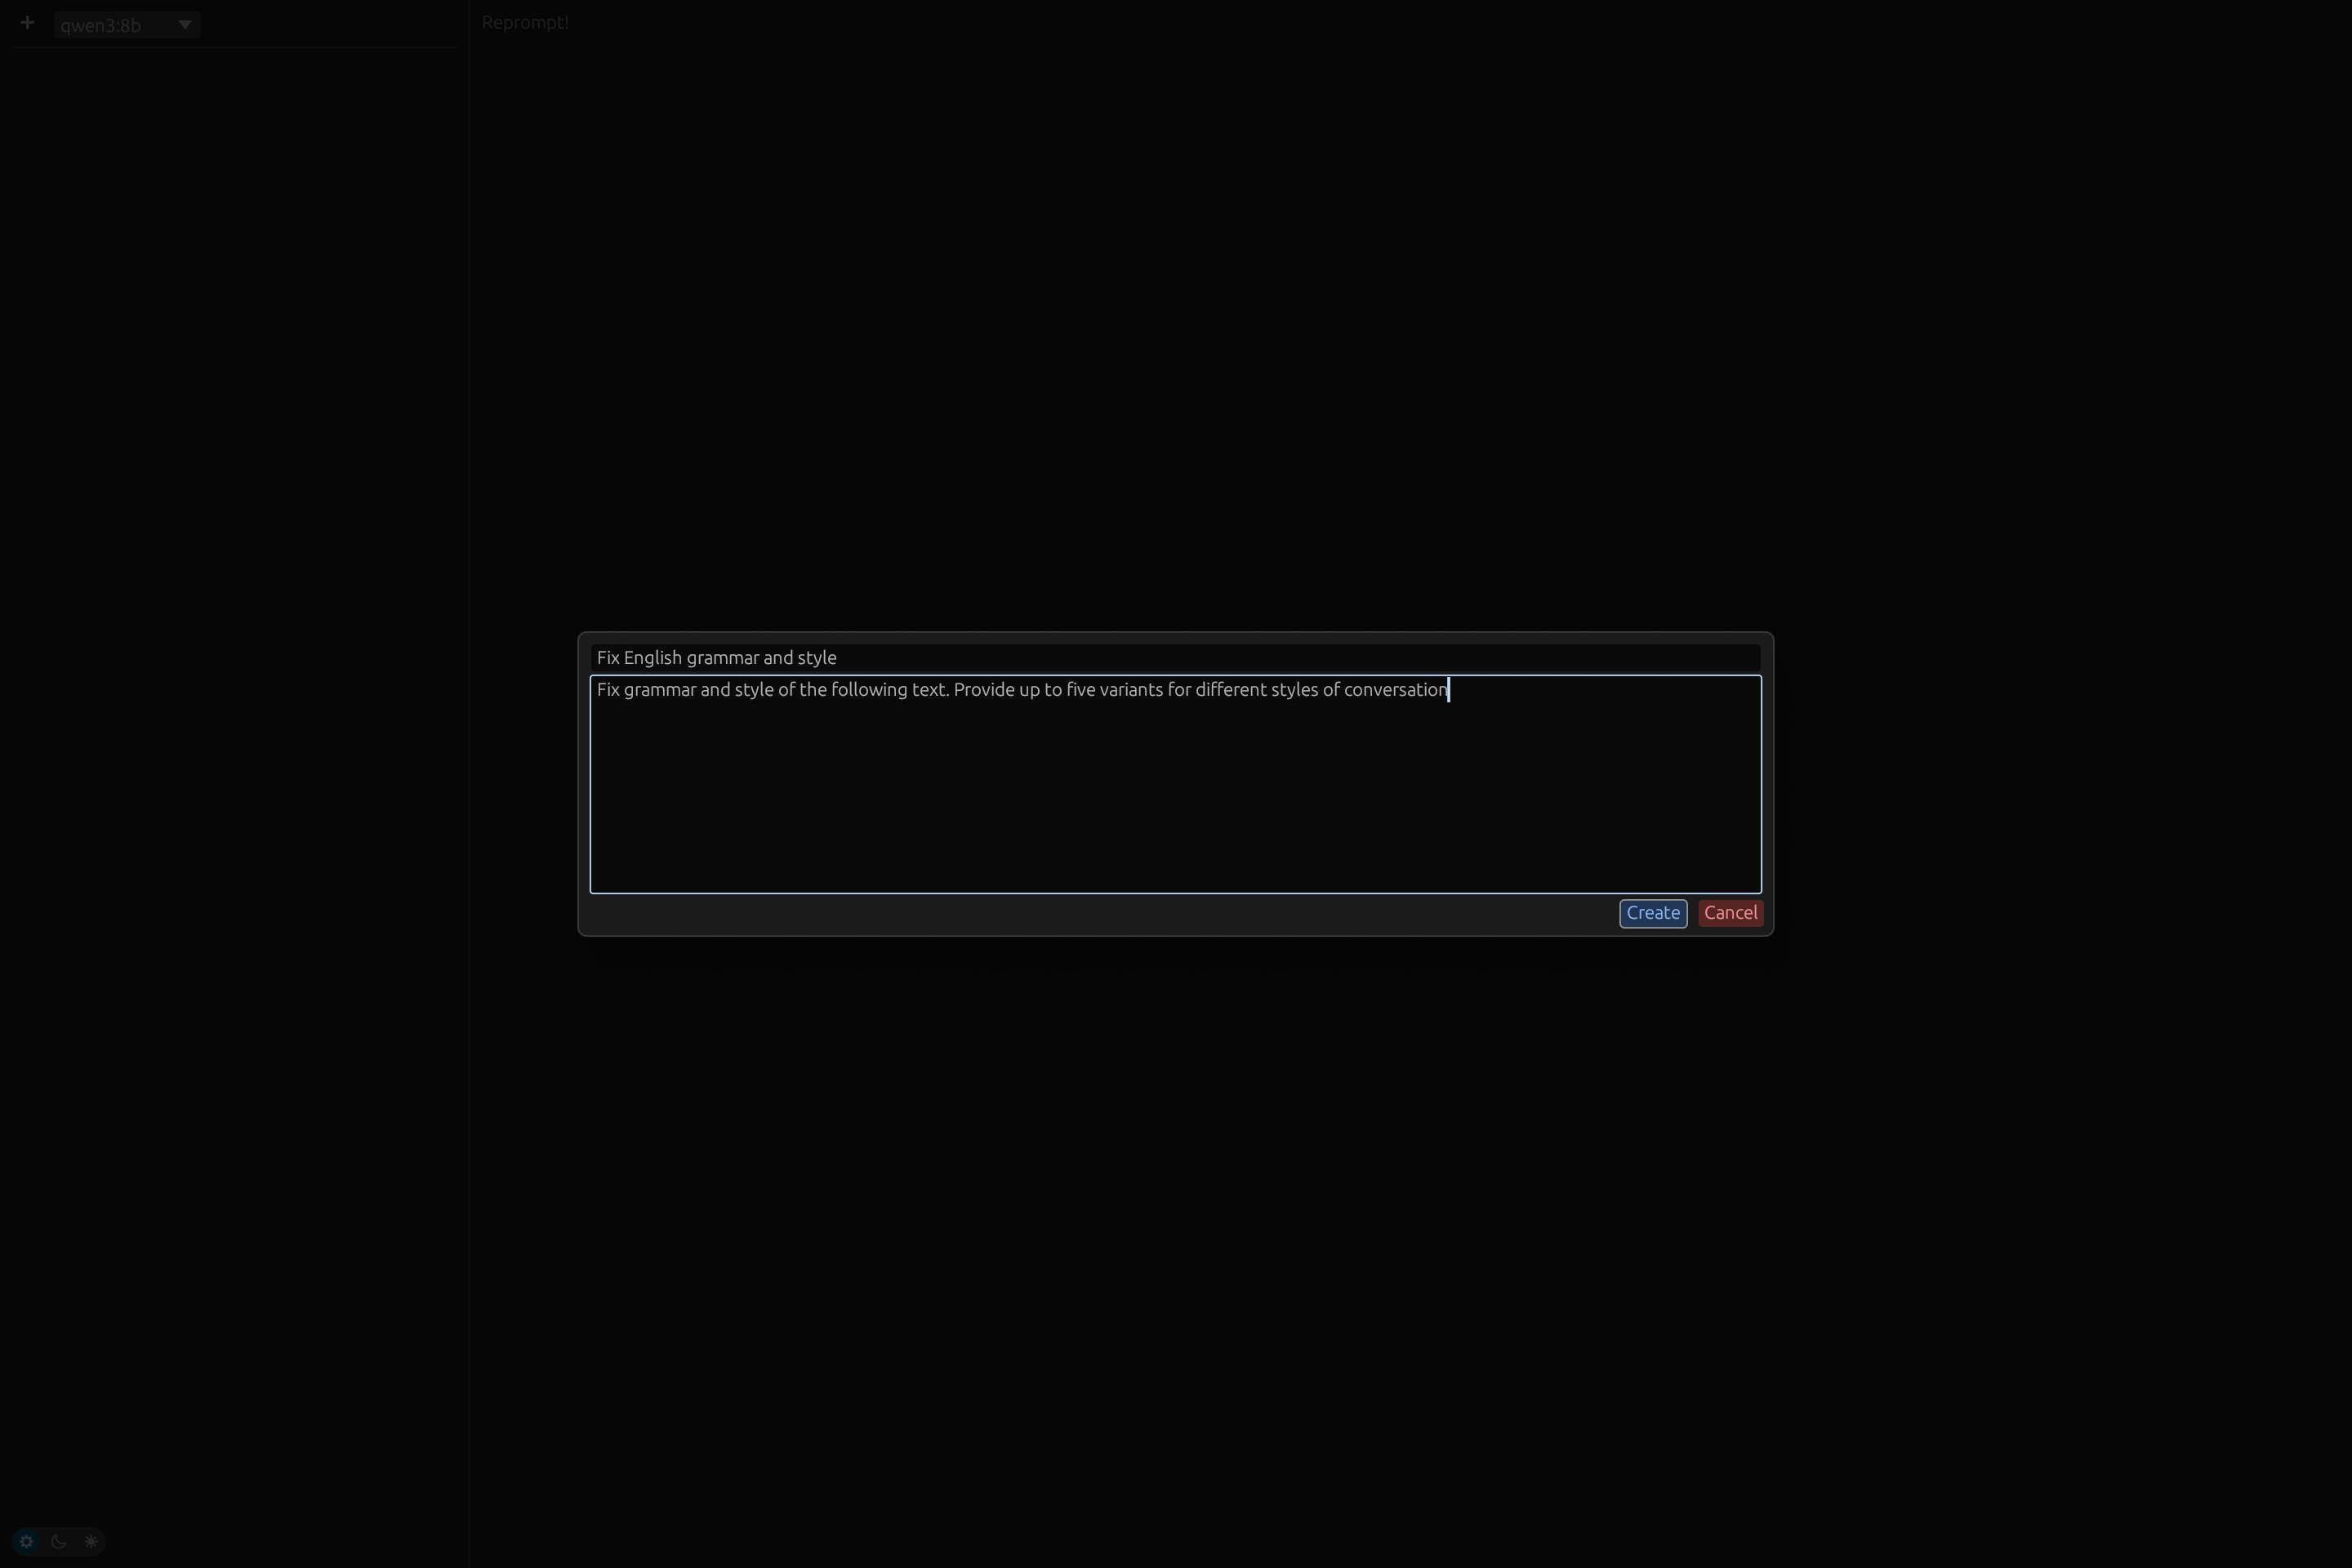 qwen3:8b
Reprompt!
Fix English grammar and style
Fix grammar and style of the following text. Provide up to five variants for different styles of conversation
Create
Cancel